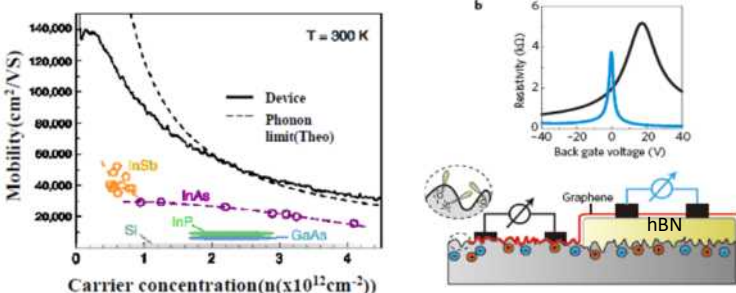 140,000
120,000
100,000
80,000
60,000
40,000
20,000
Mobility(cm²/VS)
T = 300 K
Device
Phonon
limit(Theo)
InSb
InAs
InP
Si
GaAs
0
1
2
3
4
Carrier concentration(n(x10¹²cm⁻²))
b
6
4
2
0
Resistivity (kΩ)
-40
-20
0
20
40
Back gate voltage (V)
Graphene
hBN